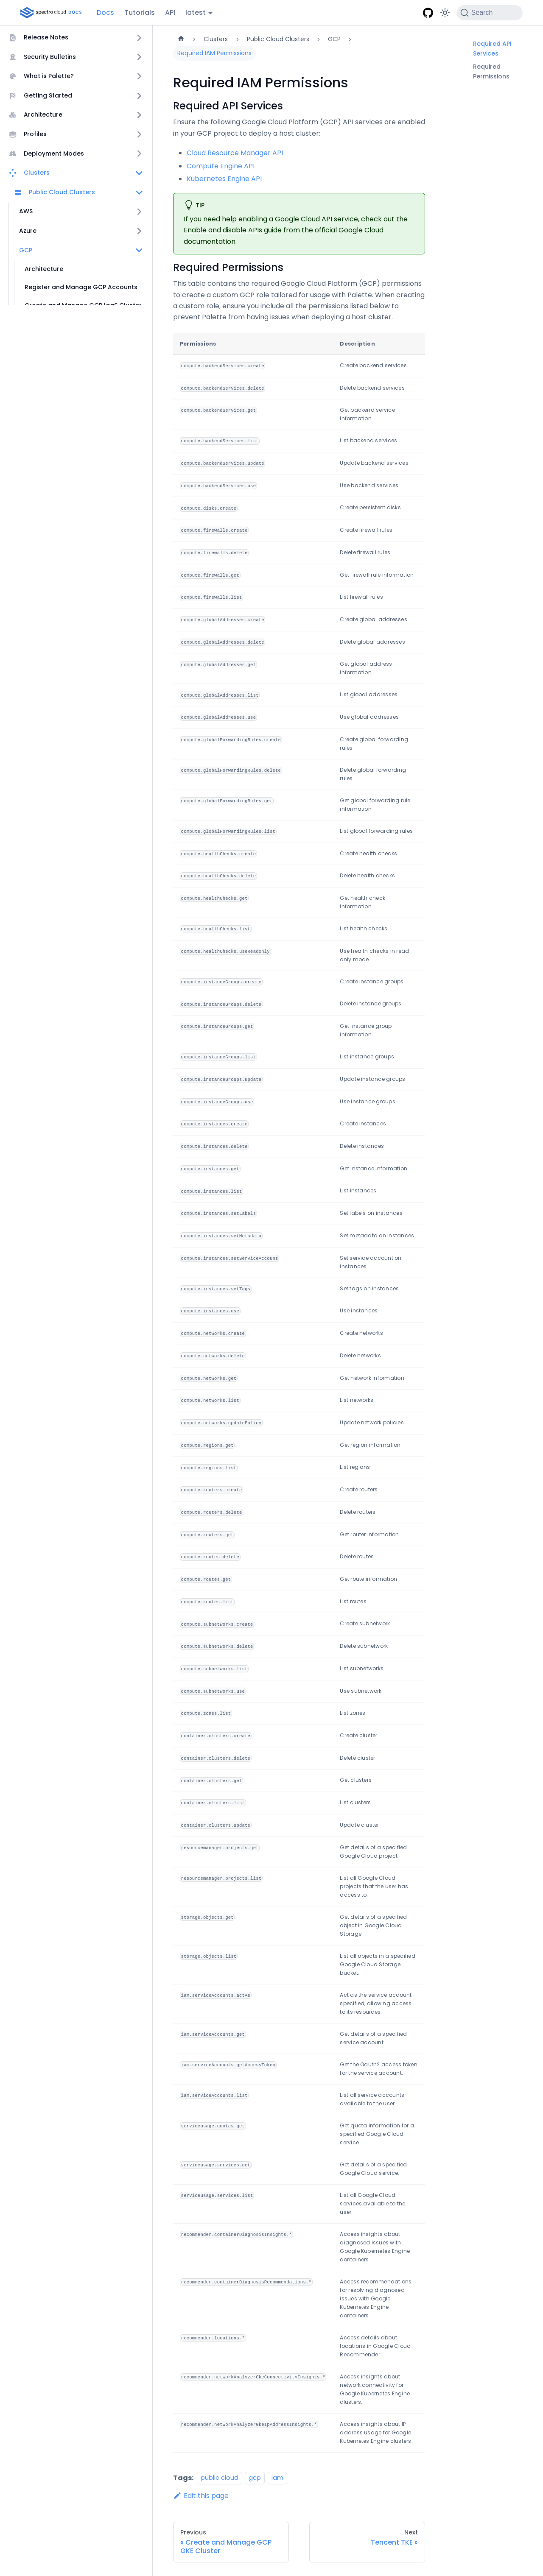 spectro cloud DOCS
Docs
Tutorials
API
latest
Search
Release Notes
Security Bulletins
What is Palette?
Getting Started
Architecture
Profiles
Deployment Modes
Clusters
Public Cloud Clusters
AWS
Azure
GCP
Architecture
Register and Manage GCP Accounts
Create and Manage GCP IaaS Cluster
Clusters
Public Cloud Clusters
GCP
Required IAM Permissions
Required IAM Permissions
Required API Services
Ensure the following Google Cloud Platform (GCP) API services are enabled
in your GCP project to deploy a host cluster:
Cloud Resource Manager API
Compute Engine API
Kubernetes Engine API
TIP
If you need help enabling a Google Cloud API service, check out the
Enable and disable APIs guide from the official Google Cloud
documentation.
Required Permissions
This table contains the required Google Cloud Platform (GCP) permissions
to create a custom GCP role tailored for usage with Palette. When creating
a custom role, ensure you include all the permissions listed below to
prevent Palette from having issues when deploying a host cluster.
Permissions Description
compute.backendServices.create Create backend services
compute.backendServices.delete Delete backend services
compute.backendServices.get Get backend service
information
compute.backendServices.list List backend services
compute.backendServices.update Update backend services
compute.backendServices.use Use backend services
compute.disks.create Create persistent disks
compute.firewalls.create Create firewall rules
compute.firewalls.delete Delete firewall rules
compute.firewalls.get Get firewall rule information
compute.firewalls.list List firewall rules
compute.globalAddresses.create Create global addresses
compute.globalAddresses.delete Delete global addresses
compute.globalAddresses.get Get global address
information
compute.globalAddresses.list List global addresses
compute.globalAddresses.use Use global addresses
compute.globalForwardingRules.create Create global forwarding
rules
compute.globalForwardingRules.delete Delete global forwarding
rules
compute.globalForwardingRules.get Get global forwarding rule
information
compute.globalForwardingRules.list List global forwarding rules
compute.healthChecks.create Create health checks
compute.healthChecks.delete Delete health checks
compute.healthChecks.get Get health check
information
compute.healthChecks.list List health checks
compute.healthChecks.useReadOnly Use health checks in read-
only mode
compute.instanceGroups.create Create instance groups
compute.instanceGroups.delete Delete instance groups
compute.instanceGroups.get Get instance group
information
compute.instanceGroups.list List instance groups
compute.instanceGroups.update Update instance groups
compute.instanceGroups.use Use instance groups
compute.instances.create Create instances
compute.instances.delete Delete instances
compute.instances.get Get instance information
compute.instances.list List instances
compute.instances.setLabels Set labels on instances
compute.instances.setMetadata Set metadata on instances
compute.instances.setServiceAccount Set service account on
instances
compute.instances.setTags Set tags on instances
compute.instances.use Use instances
compute.networks.create Create networks
compute.networks.delete Delete networks
compute.networks.get Get network information
compute.networks.list List networks
compute.networks.updatePolicy Update network policies
compute.regions.get Get region information
compute.regions.list List regions
compute.routers.create Create routers
compute.routers.delete Delete routers
compute.routers.get Get router information
compute.routes.delete Delete routes
compute.routes.get Get route information
compute.routes.list List routes
compute.subnetworks.create Create subnetwork
compute.subnetworks.delete Delete subnetwork
compute.subnetworks.list List subnetworks
compute.subnetworks.use Use subnetwork
compute.zones.list List zones
container.clusters.create Create cluster
container.clusters.delete Delete cluster
container.clusters.get Get clusters
container.clusters.list List clusters
container.clusters.update Update cluster
resourcemanager.projects.get Get details of a specified
Google Cloud project.
resourcemanager.projects.list List all Google Cloud
projects that the user has
access to.
storage.objects.get Get details of a specified
object in Google Cloud
Storage.
storage.objects.list List all objects in a specified
Google Cloud Storage
bucket.
iam.serviceAccounts.actAs Act as the service account
specified, allowing access
to its resources.
iam.serviceAccounts.get Get details of a specified
service account.
iam.serviceAccounts.getAccessToken Get the Oauth2 access token
for the service account.
iam.serviceAccounts.list List all service accounts
available to the user.
serviceusage.quotas.get Get quota information for a
specified Google Cloud
service.
serviceusage.services.get Get details of a specified
Google Cloud service.
serviceusage.services.list List all Google Cloud
services available to the
user.
recommender.containerDiagnosisInsights.* Access insights about
diagnosed issues with
Google Kubernetes Engine
containers.
recommender.containerDiagnosisRecommendations.* Access recommendations
for resolving diagnosed
issues with Google
Kubernetes Engine
containers.
recommender.locations.* Access details about
locations in Google Cloud
Recommender.
recommender.networkAnalyzerGkeConnectivityInsights.* Access insights about
network connectivity for
Google Kubernetes Engine
clusters.
recommender.networkAnalyzerGkeIpAddressInsights.* Access insights about IP
address usage for Google
Kubernetes Engine clusters.
Tags: public cloud gcp iam
Edit this page
Previous
« Create and Manage GCP
GKE Cluster
Next
Tencent TKE »
Required API
Services
Required
Permissions